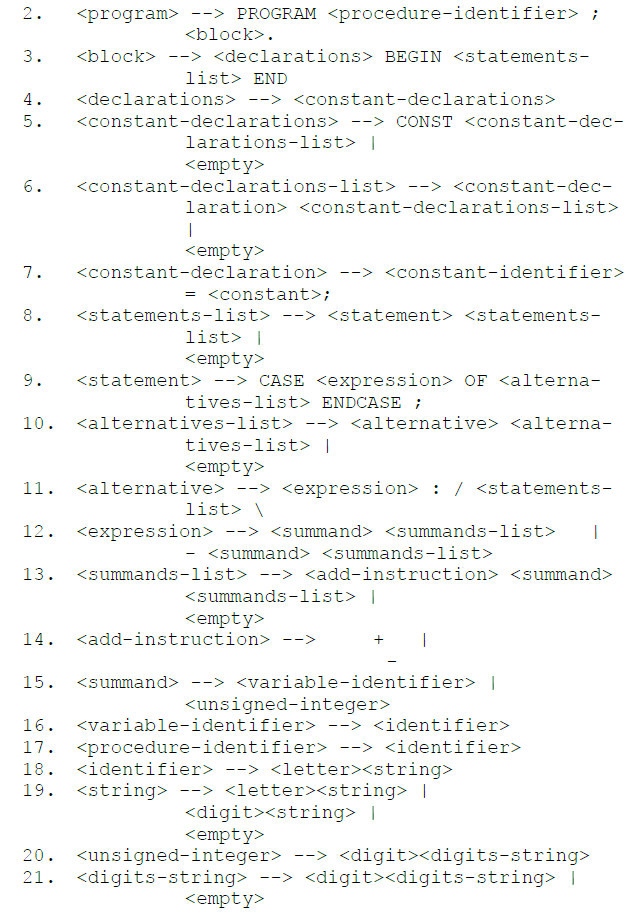 2. <program> --> PROGRAM <procedure-identifier> ;
<block>.
3. <block> --> <declarations> BEGIN <statements-
list> END
4. <declarations> --> <constant-declarations>
5. <constant-declarations> --> CONST <constant-dec-
larations-list> |
<empty>
6. <constant-declarations-list> --> <constant-dec-
laration> <constant-declarations-list>
|
<empty>
7. <constant-declaration> --> <constant-identifier>
= <constant>;
8. <statements-list> --> <statement> <statements-
list> |
<empty>
9. <statement> --> CASE <expression> OF <alterna-
tives-list> ENDCASE ;
10. <alternatives-list> --> <alternative> <alterna-
tives-list> |
<empty>
11. <alternative> --> <expression> : / <statements-
list> \
12. <expression> --> <summand> <summands-list> |
- <summand> <summands-list>
13. <summands-list> --> <add-instruction> <summand>
<summands-list> |
<empty>
14. <add-instruction> --> + |
-
15. <summand> --> <variable-identifier> |
<unsigned-integer>
16. <variable-identifier> --> <identifier>
17. <procedure-identifier> --> <identifier>
18. <identifier> --> <letter><string>
19. <string> --> <letter><string> |
<digit><string> |
<empty>
20. <unsigned-integer> --> <digit><digits-string>
21. <digits-string> --> <digit><digits-string> |
<empty>